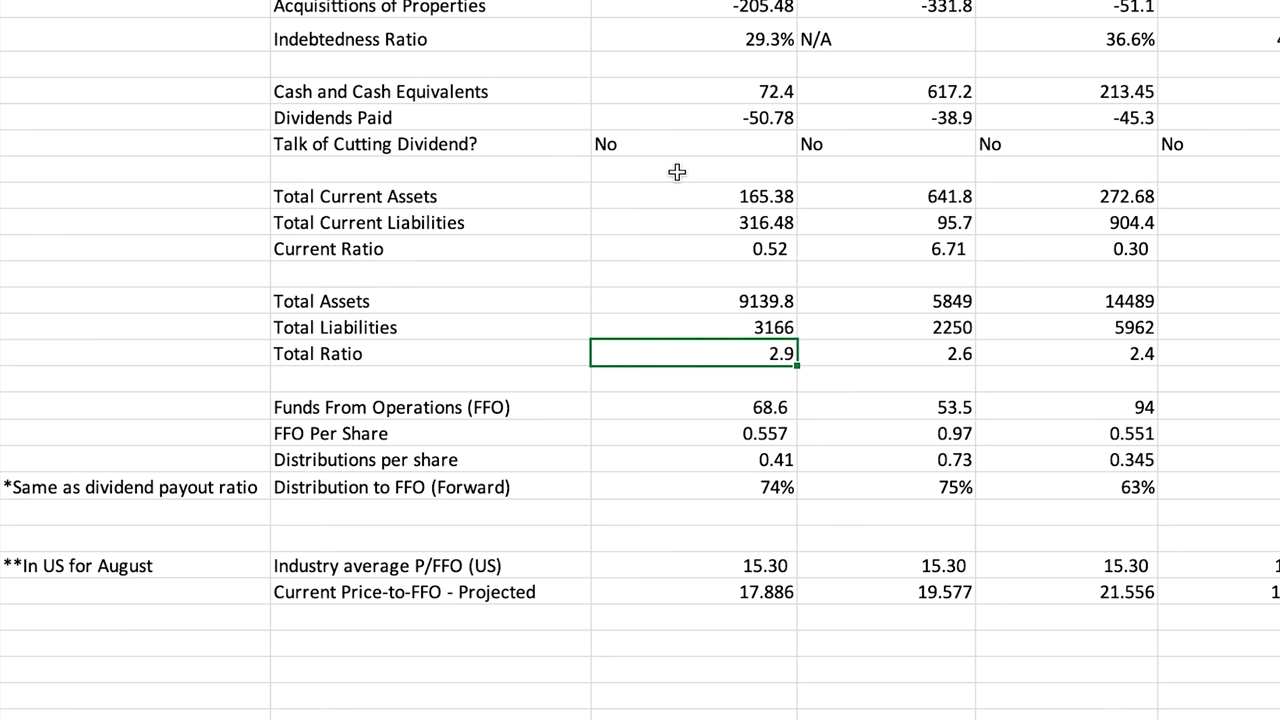 Acquisitions of Properties -205.48 -331.8 -51.1
Indebtedness Ratio 29.3% N/A 36.6%
Cash and Cash Equivalents 72.4 617.2 213.45
Dividends Paid -50.78 -38.9 -45.3
Talk of Cutting Dividend? No No No No
Total Current Assets 165.38 641.8 272.68
Total Current Liabilities 316.48 95.7 904.4
Current Ratio 0.52 6.71 0.30
Total Assets 9139.8 5849 14489
Total Liabilities 3166 2250 5962
Total Ratio 2.9 2.6 2.4
Funds From Operations (FFO) 68.6 53.5 94
FFO Per Share 0.557 0.97 0.551
Distributions per share 0.41 0.73 0.345
*Same as dividend payout ratio Distribution to FFO (Forward) 74% 75% 63%
**In US for August Industry average P/FFO (US) 15.30 15.30 15.30
Current Price-to-FFO - Projected 17.886 19.577 21.556